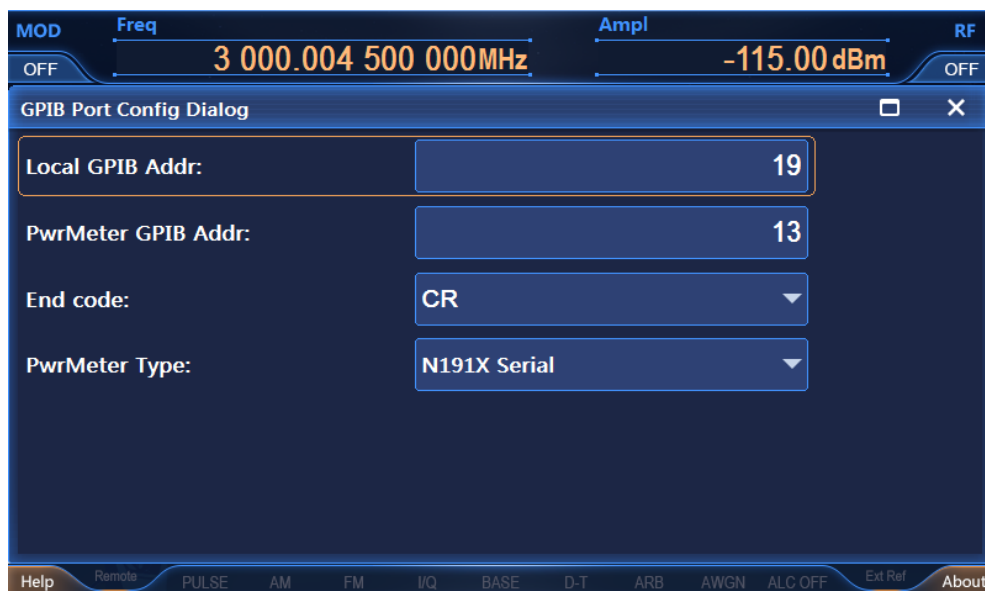 MOD Freq Ampl RF
OFF 3 000.004 500 000MHz -115.00 dBm OFF
GPIB Port Config Dialog
Local GPIB Addr: 19
PwrMeter GPIB Addr: 13
End code: CR
PwrMeter Type: N191X Serial
Help Remote PULSE AM FM I/Q BASE D-T ARB AWGN ALC OFF Ext Ref About